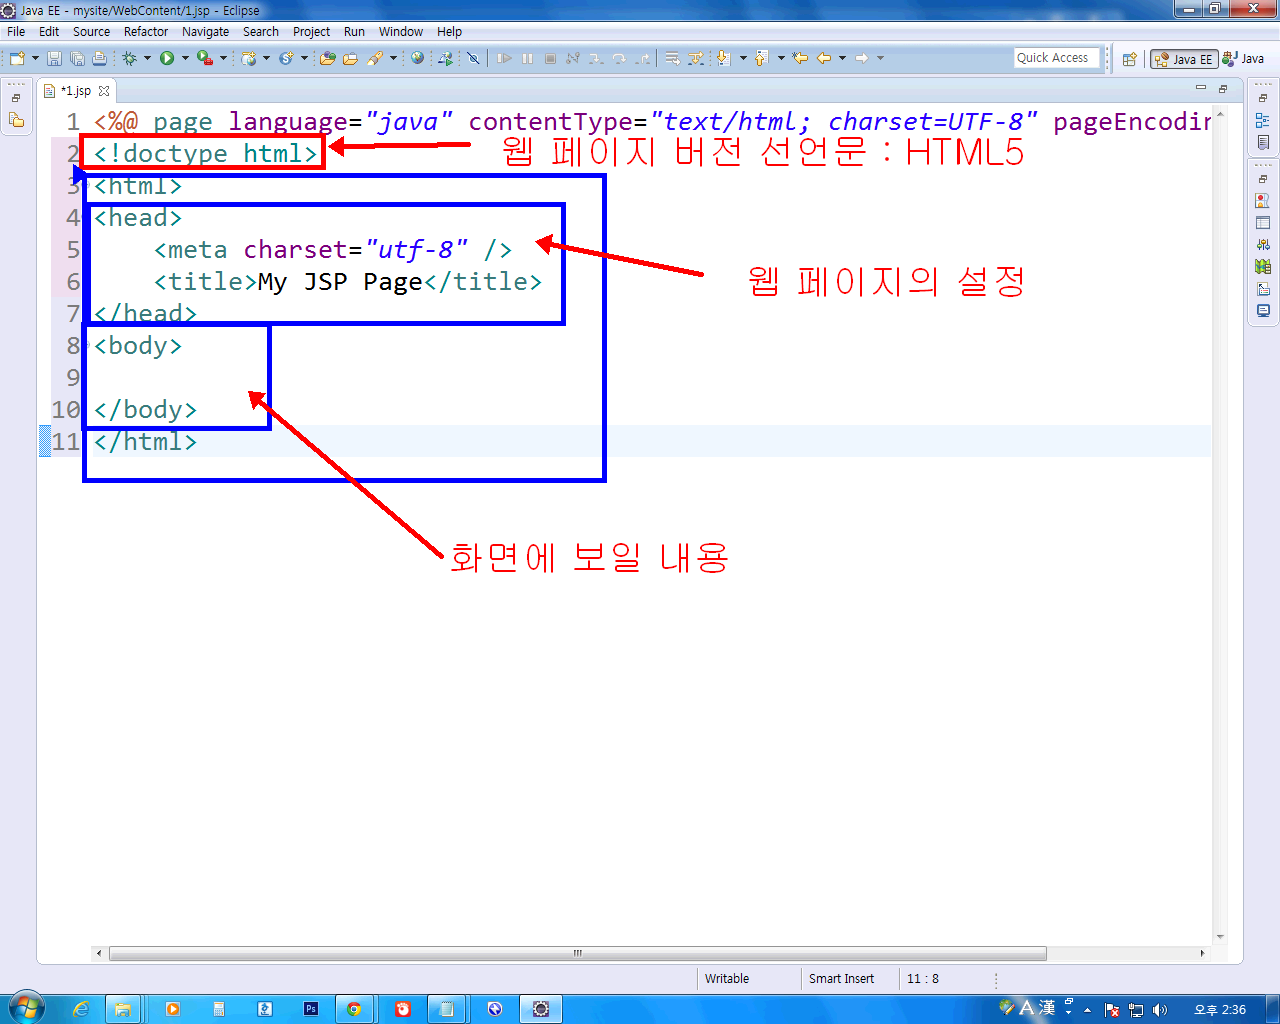 Java EE - mysite/WebContent/1.jsp - Eclipse
File Edit Source Refactor Navigate Search Project Run Window Help
Quick Access
Java EE
Java
*1.jsp
1 <%@ page language="java" contentType="text/html; charset=UTF-8" pageEncodin
2 <!doctype html>
웹 페이지 버전 선언문 : HTML5
3 <html>
4 <head>
5 <meta charset="utf-8" />
6 <title>My JSP Page</title>
웹 페이지의 설정
7 </head>
8 <body>
9
10 </body>
11 </html>
화면에 보일 내용
Writable
Smart Insert
11 : 8
Ps
A 漢
오후 2:36